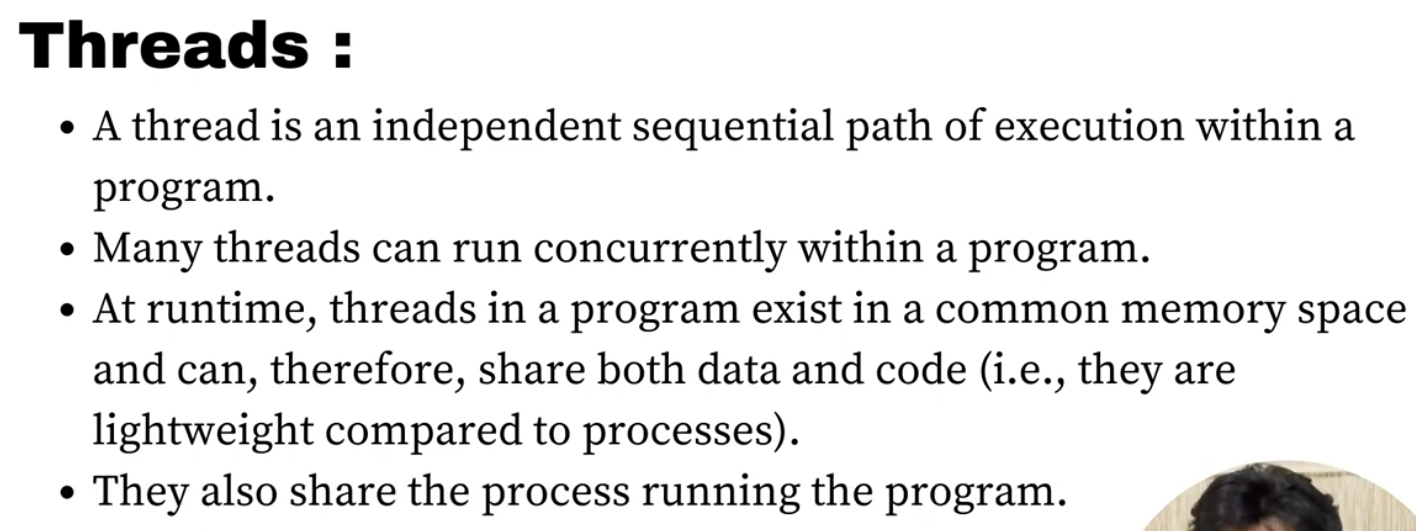 Threads :
• A thread is an independent sequential path of execution within a
program.
• Many threads can run concurrently within a program.
• At runtime, threads in a program exist in a common memory space
and can, therefore, share both data and code (i.e., they are
lightweight compared to processes).
• They also share the process running the program.